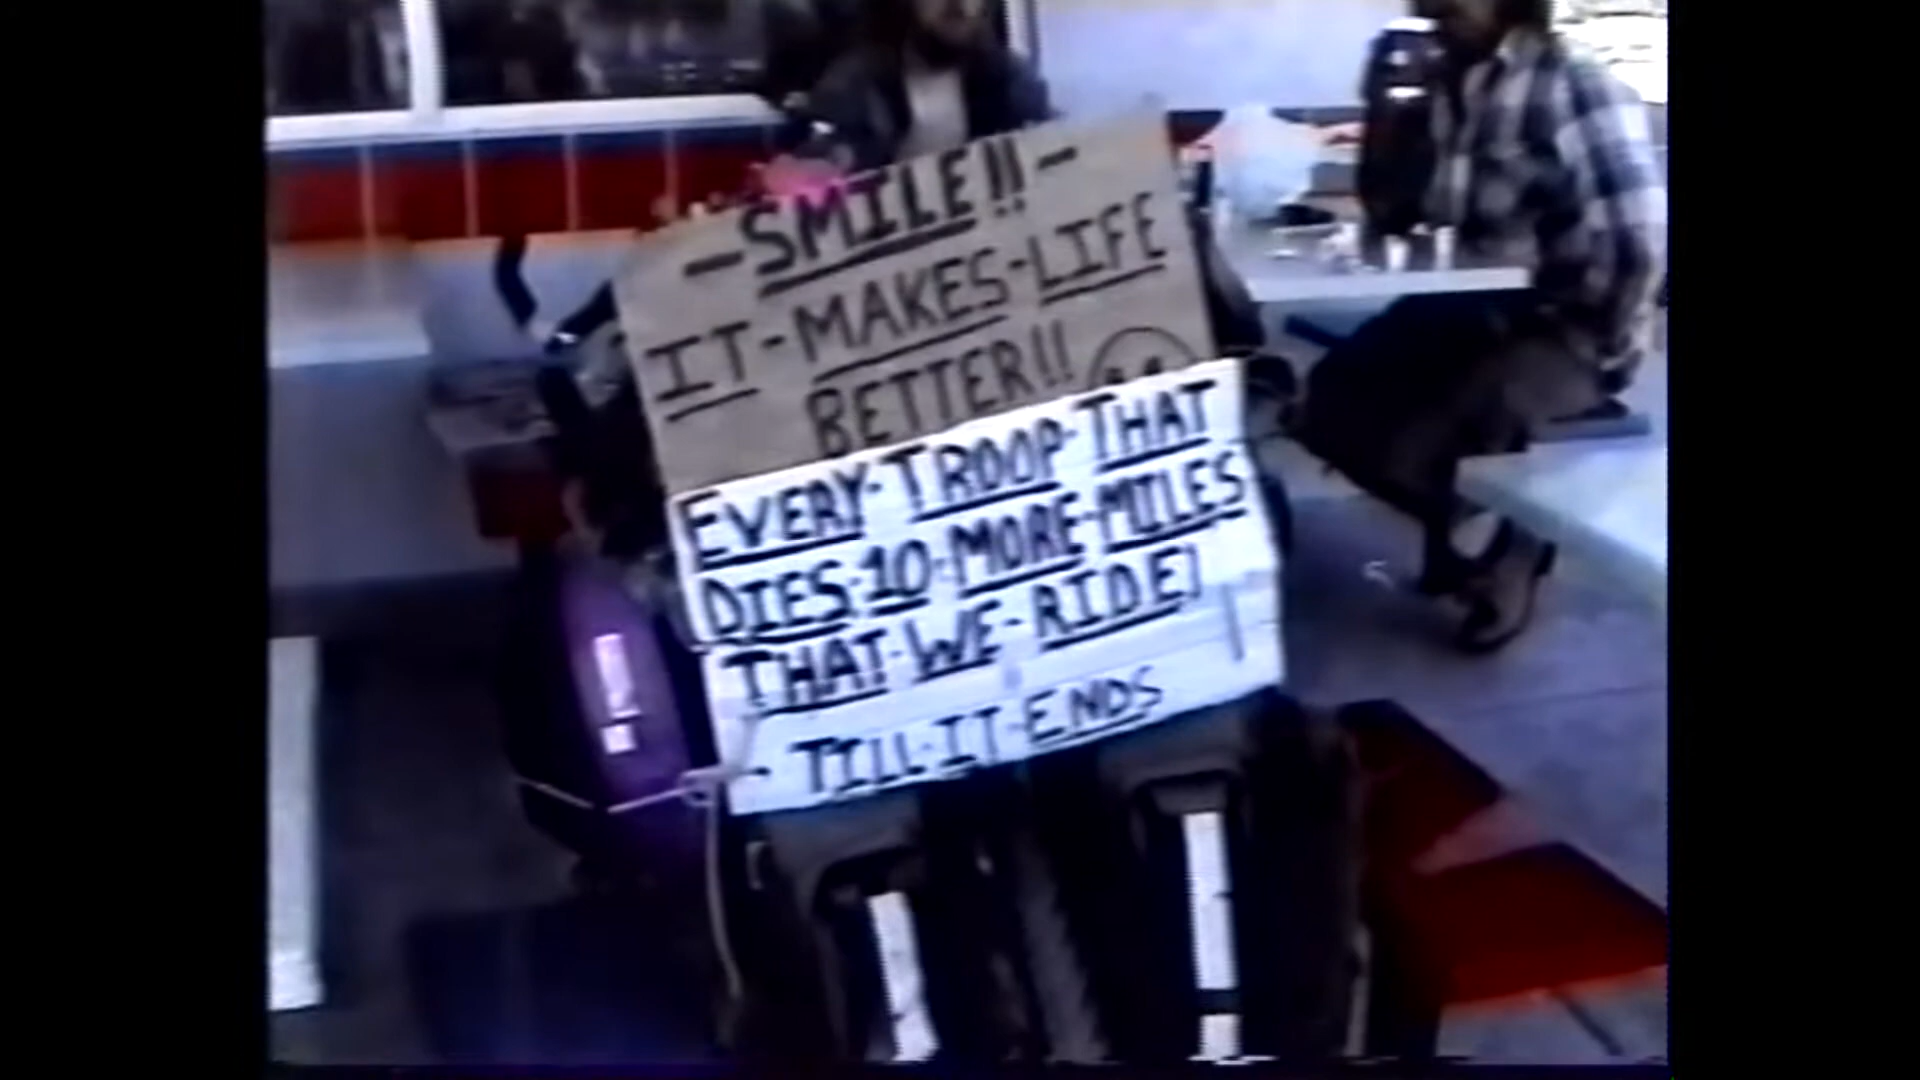 -SMILE!!-
IT-MAKES-LIFE
BETTER!!
EVERY-TROOP-THAT
DIES-10-MORE-MILES
THAT-WE-RIDE!
-TILL-IT-ENDS